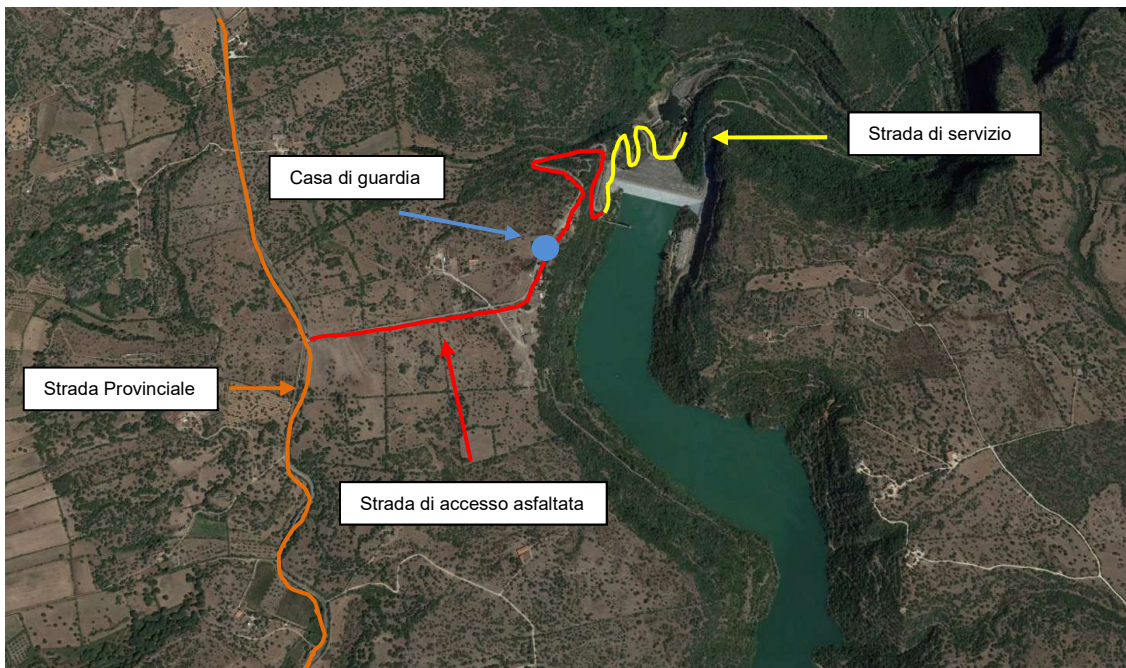 Strada di servizio
Casa di guardia
Strada Provinciale
Strada di accesso asfaltata